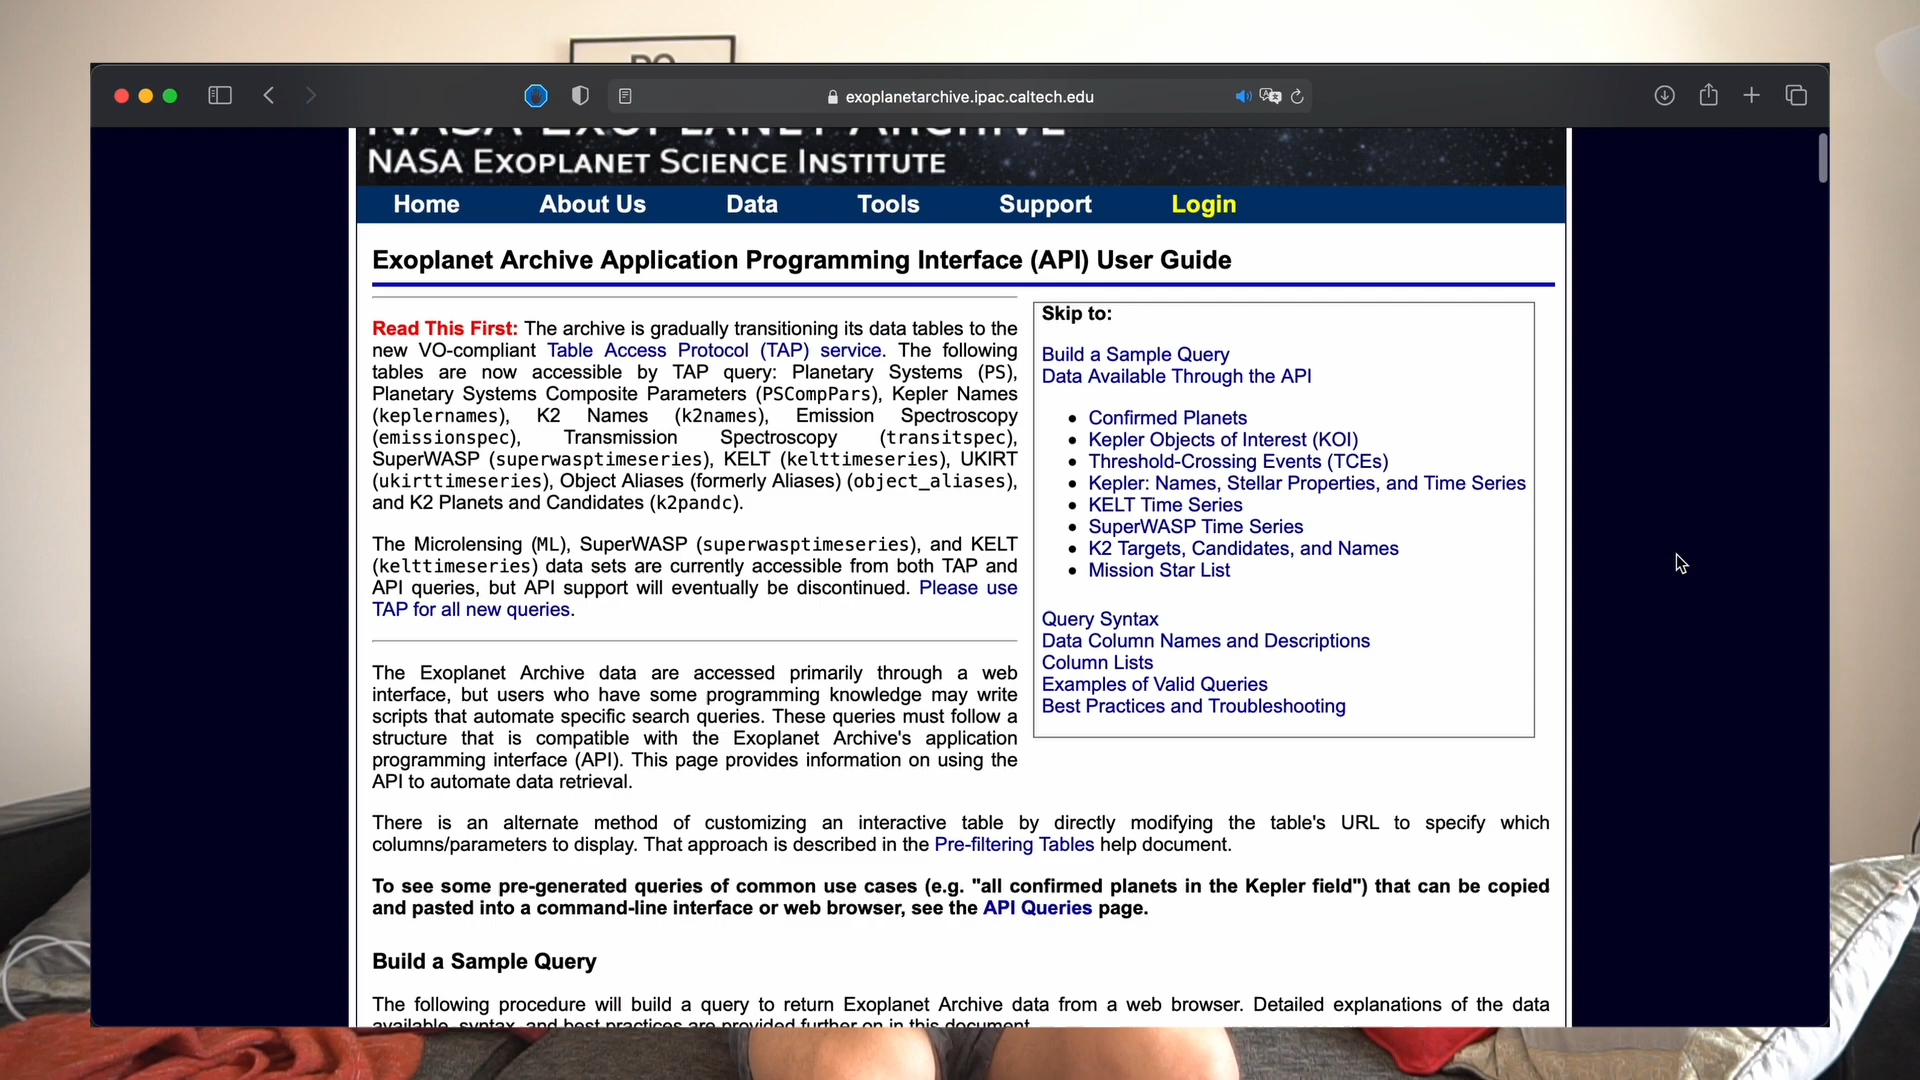 exoplanetarchive.ipac.caltech.edu
NASA EXOPLANET ARCHIVE
NASA EXOPLANET SCIENCE INSTITUTE
Home About Us Data Tools Support Login
Exoplanet Archive Application Programming Interface (API) User Guide
Read This First: The archive is gradually transitioning its data tables to the
new VO-compliant Table Access Protocol (TAP) service. The following
tables are now accessible by TAP query: Planetary Systems (PS),
Planetary Systems Composite Parameters (PSCompPars), Kepler Names
(keplernames), K2 Names (k2names), Emission Spectroscopy
(emissionspec), Transmission Spectroscopy (transitspec),
SuperWASP (superwasptimeseries), KELT (kelttimeseries), UKIRT
(ukirttimeseries), Object Aliases (formerly Aliases) (object_aliases),
and K2 Planets and Candidates (k2pandc).
The Microlensing (ML), SuperWASP (superwasptimeseries), and KELT
(kelttimeseries) data sets are currently accessible from both TAP and
API queries, but API support will eventually be discontinued. Please use
TAP for all new queries.
The Exoplanet Archive data are accessed primarily through a web
interface, but users who have some programming knowledge may write
scripts that automate specific search queries. These queries must follow a
structure that is compatible with the Exoplanet Archive's application
programming interface (API). This page provides information on using the
API to automate data retrieval.
Skip to:
Build a Sample Query
Data Available Through the API
• Confirmed Planets
• Kepler Objects of Interest (KOI)
• Threshold-Crossing Events (TCEs)
• Kepler: Names, Stellar Properties, and Time Series
• KELT Time Series
• SuperWASP Time Series
• K2 Targets, Candidates, and Names
• Mission Star List
Query Syntax
Data Column Names and Descriptions
Column Lists
Examples of Valid Queries
Best Practices and Troubleshooting
There is an alternate method of customizing an interactive table by directly modifying the table's URL to specify which
columns/parameters to display. That approach is described in the Pre-filtering Tables help document.
To see some pre-generated queries of common use cases (e.g. "all confirmed planets in the Kepler field") that can be copied
and pasted into a command-line interface or web browser, see the API Queries page.
Build a Sample Query
The following procedure will build a query to return Exoplanet Archive data from a web browser. Detailed explanations of the data
available, syntax, and best practices are provided further on in this document.